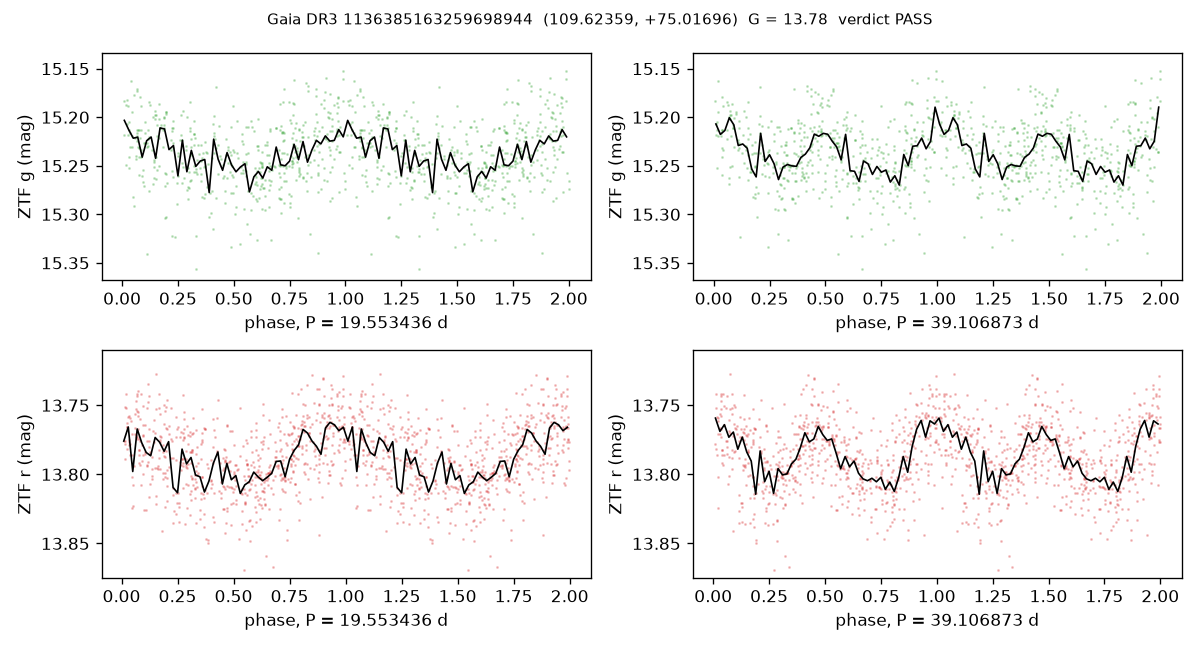 Gaia DR3 1136385163259698944 (109.62359, +75.01696) G = 13.78 verdict PASS
ZTF g (mag)
15.15
15.20
15.25
15.30
15.35
0.00 0.25 0.50 0.75 1.00 1.25 1.50 1.75 2.00
phase, P = 19.553436 d
ZTF g (mag)
15.15
15.20
15.25
15.30
15.35
0.00 0.25 0.50 0.75 1.00 1.25 1.50 1.75 2.00
phase, P = 39.106873 d
ZTF r (mag)
13.75
13.80
13.85
0.00 0.25 0.50 0.75 1.00 1.25 1.50 1.75 2.00
phase, P = 19.553436 d
ZTF r (mag)
13.75
13.80
13.85
0.00 0.25 0.50 0.75 1.00 1.25 1.50 1.75 2.00
phase, P = 39.106873 d